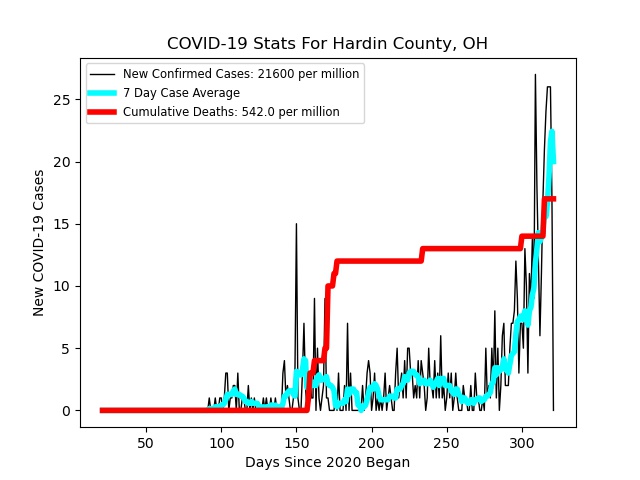 COVID-19 Stats For Hardin County, OH
New Confirmed Cases: 21600 per million
7 Day Case Average
Cumulative Deaths: 542.0 per million
New COVID-19 Cases
25
20
15
10
5
0
50 100 150 200 250 300
Days Since 2020 Began